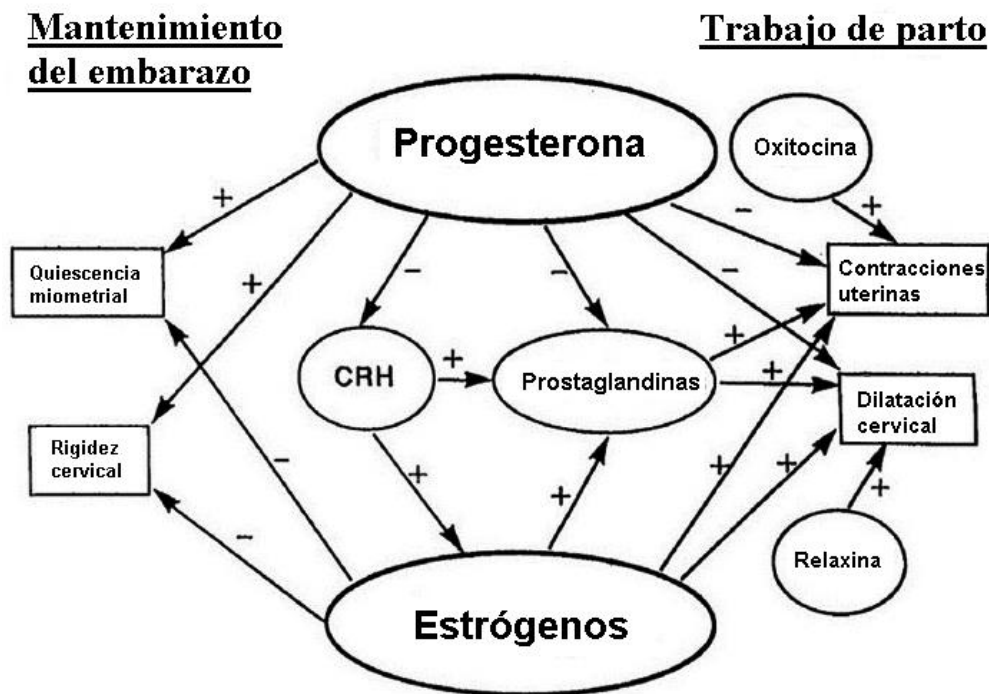 Mantenimiento
del embarazo
Trabajo de parto
Progesterona
Oxitocina
+
-
+
Quiescencia
miometrial
+
-
-
-
Contracciones
uterinas
CRH
+
Prostaglandinas
+
+
Dilatación
cervical
Rigidez
cervical
-
+
+
+
+
+
-
Relaxina
Estrógenos